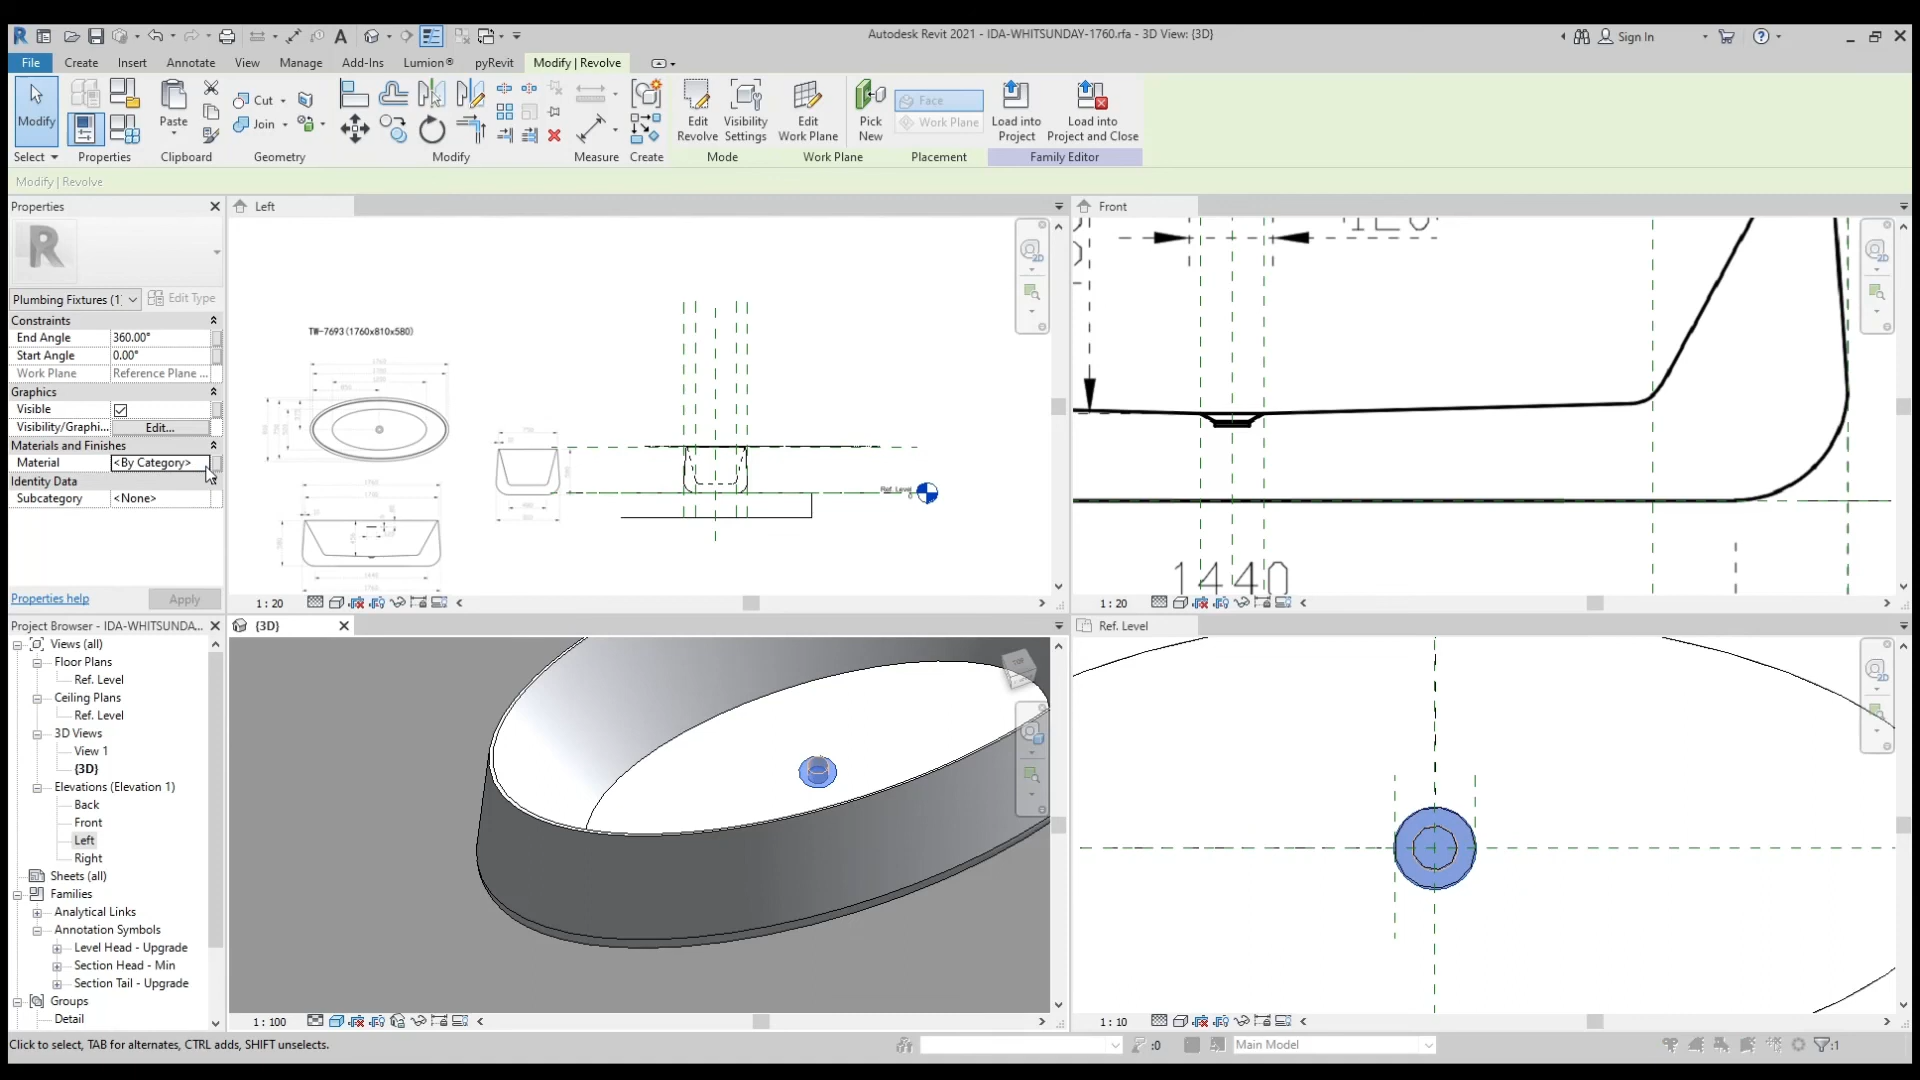 Autodesk Revit 2021 - IDA-WHITSUNDAY-1760.rfa - 3D View: {3D}
Sign In
File Create Insert Annotate View Manage Add-Ins Lumion® pyRevit Modify | Revolve
Modify
Paste
Cut
Join
Edit Revolve
Visibility Settings
Edit Work Plane
Pick New
Face
Work Plane
Load into Project
Load into Project and Close
Select Properties Clipboard Geometry Modify Measure Create Mode Work Plane Placement Family Editor
Modify | Revolve
Properties
R
Plumbing Fixtures (1)
Edit Type
Constraints
End Angle 360.00°
Start Angle 0.00°
Work Plane Reference Plane ...
Graphics
Visible
Visibility/Graphi... Edit...
Materials and Finishes
Material <By Category>
Identity Data
Subcategory <None>
Properties help
Apply
Left
TW-7693(1760x810x580)
Ref. Level
1 : 20
Front
1440
1 : 20
Project Browser - IDA-WHITSUNDA...
Views (all)
Floor Plans
Ref. Level
Ceiling Plans
Ref. Level
3D Views
View 1
{3D}
Elevations (Elevation 1)
Back
Front
Left
Right
Sheets (all)
Families
Analytical Links
Annotation Symbols
Level Head - Upgrade
Section Head - Min
Section Tail - Upgrade
Groups
Detail
{3D}
TOP
1 : 100
Ref. Level
1 : 10
Click to select, TAB for alternates, CTRL adds, SHIFT unselects.
:0
Main Model
:1